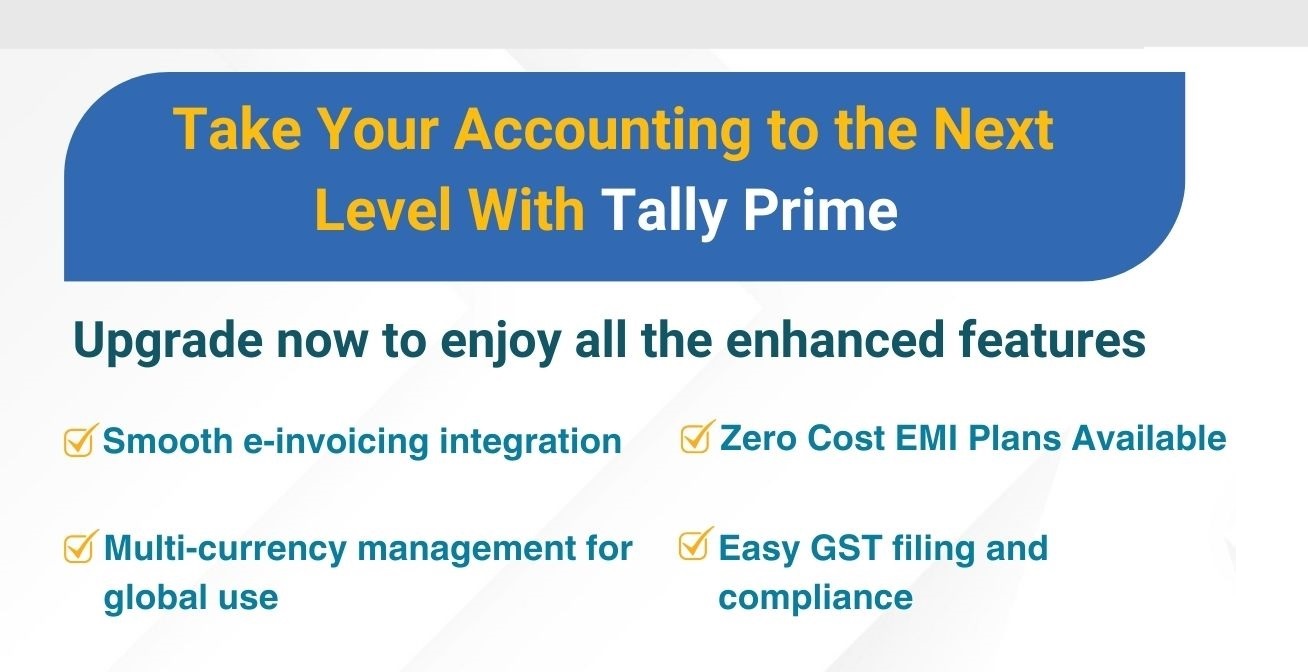 Take Your Accounting to the Next
Level With Tally Prime
Upgrade now to enjoy all the enhanced features
Smooth e-invoicing integration
Zero Cost EMI Plans Available
Multi-currency management for
global use
Easy GST filing and
compliance